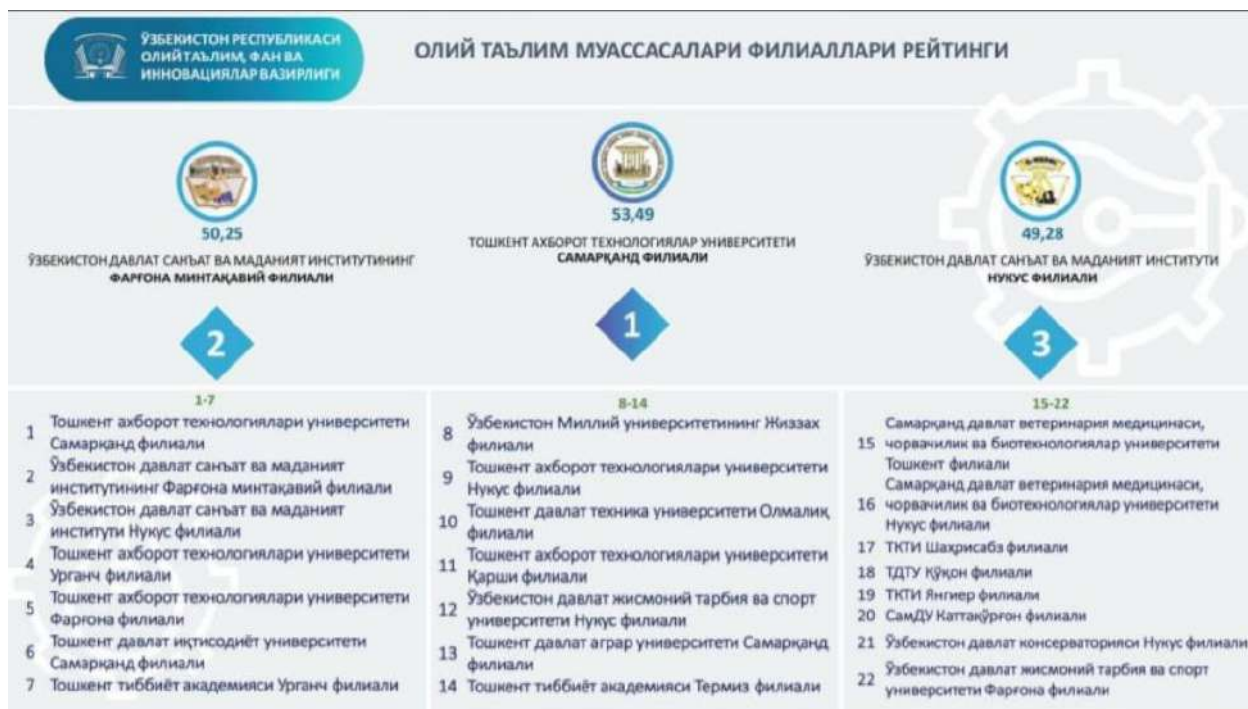 ЎЗБЕКИСТОН РЕСПУБЛИКАСИ
ОЛИЙ ТАЪЛИМ, ФАН ВА
ИННОВАЦИЯЛАР ВАЗИРЛИГИ
ОЛИЙ ТАЪЛИМ МУАССАСАЛАРИ ФИЛИАЛЛАРИ РЕЙТИНГИ
50,25
ЎЗБЕКИСТОН ДАВЛАТ САНЪАТ ВА МАДАНИЯТ ИНСТИТУТИНИНГ
ФАРҒОНА МИНТАҚАВИЙ ФИЛИАЛИ
2
53,49
ТОШКЕНТ АХБОРОТ ТЕХНОЛОГИЯЛАР УНИВЕРСИТЕТИ
САМАРҚАНД ФИЛИАЛИ
1
49,28
ЎЗБЕКИСТОН ДАВЛАТ САНЪАТ ВА МАДАНИЯТ ИНСТИТУТИ
НУКУС ФИЛИАЛИ
3
1-7
1 Тошкент ахборот технологиялари университети
Самарқанд филиали
2 Ўзбекистон давлат санъат ва маданият
институтининг Фарғона минтақавий филиали
3 Ўзбекистон давлат санъат ва маданият
институти Нукус филиали
4 Тошкент ахборот технологиялари университети
Урганч филиали
5 Тошкент ахборот технологиялари университети
Фарғона филиали
6 Тошкент давлат иқтисодиёт университети
Самарқанд филиали
7 Тошкент тиббиёт академияси Урганч филиали
8-14
8 Ўзбекистон Миллий университетининг Жиззах
филиали
9 Тошкент ахборот технологиялари университети
Нукус филиали
10 Тошкент давлат техника университети Олмалиқ
филиали
11 Тошкент ахборот технологиялари университети
Қарши филиали
12 Ўзбекистон давлат жисмоний тарбия ва спорт
университети Нукус филиали
13 Тошкент давлат аграр университети Самарқанд
филиали
14 Тошкент тиббиёт академияси Термиз филиали
15-22
Самарқанд давлат ветеринария медицинаси,
15 чорвачилик ва биотехнологиялар университети
Тошкент филиали
Самарқанд давлат ветеринария медицинаси,
16 чорвачилик ва биотехнологиялар университети
Нукус филиали
17 ТКТИ Шаҳрисабз филиали
18 ТДТУ Қўқон филиали
19 ТКТИ Янгиер филиали
20 СамДУ Каттақўрғон филиали
21 Ўзбекистон давлат консерваторияси Нукус филиали
22 Ўзбекистон давлат жисмоний тарбия ва спорт
университети Фарғона филиали